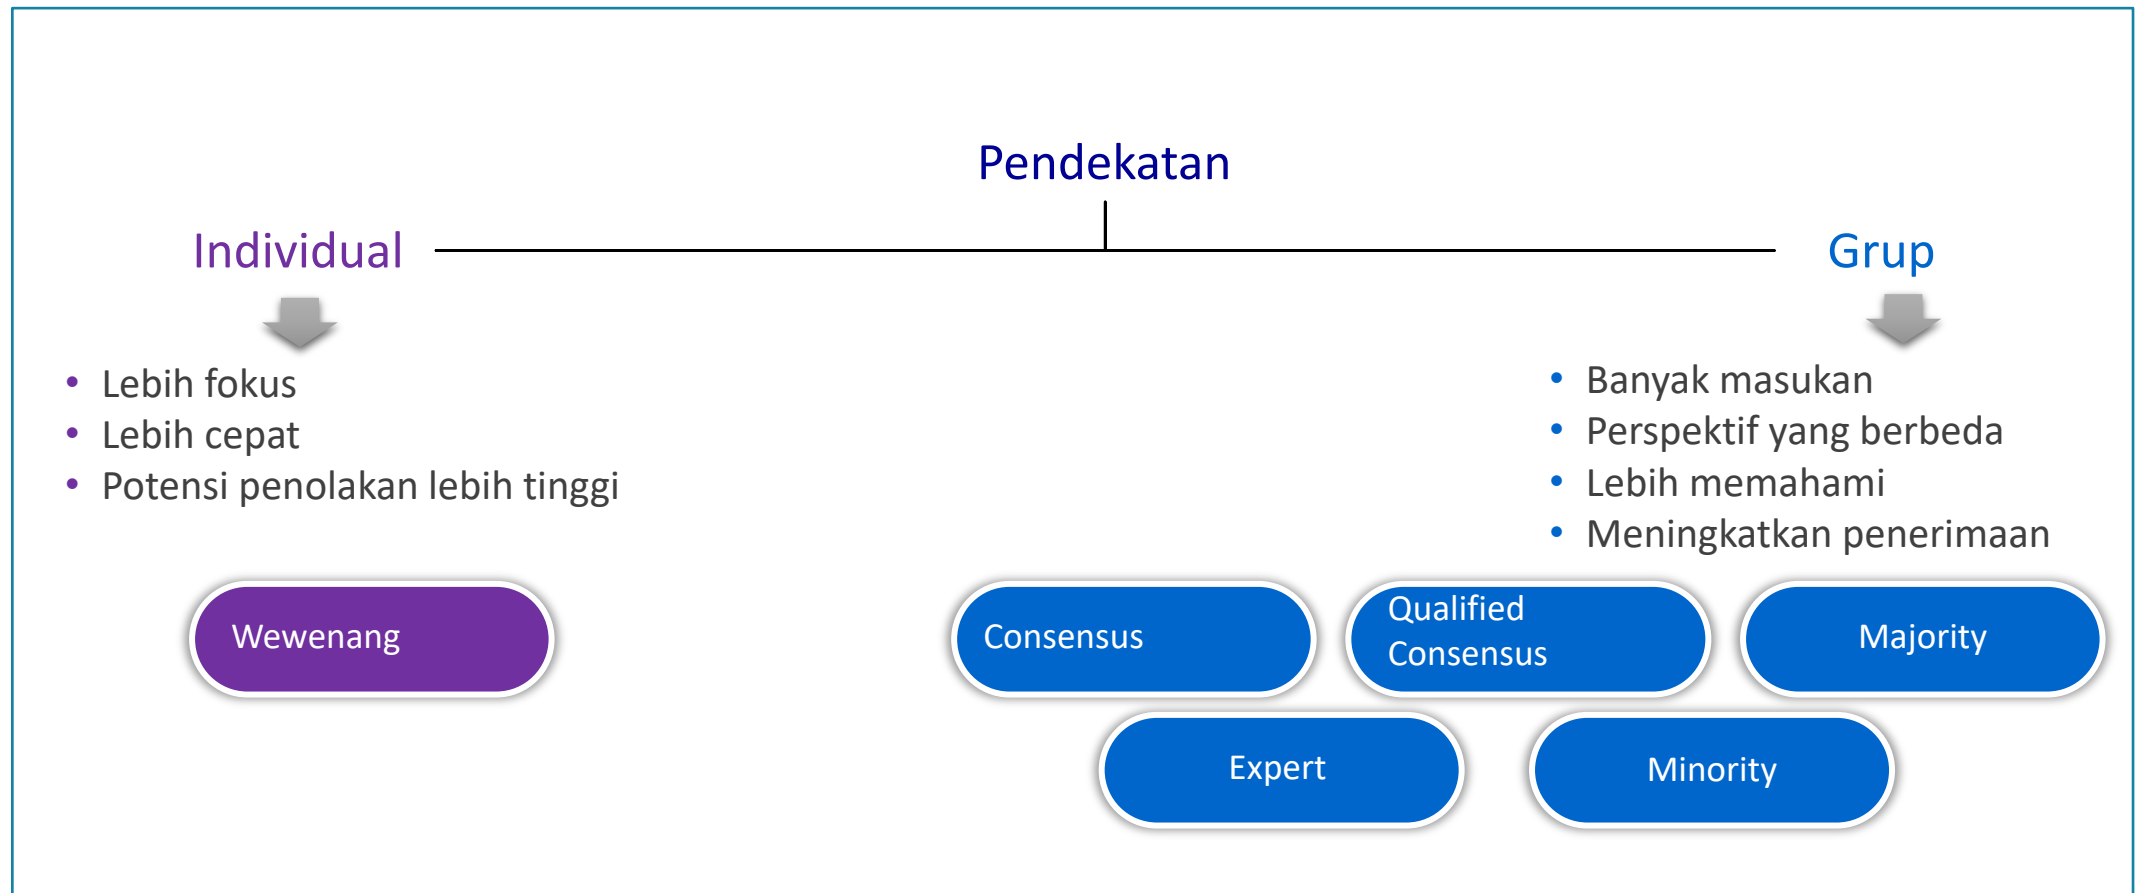 Pendekatan
Individual
Grup
Lebih fokus
Lebih cepat
Potensi penolakan lebih tinggi
Banyak masukan
Perspektif yang berbeda
Lebih memahami
Meningkatkan penerimaan
Wewenang
Consensus
Qualified
Consensus
Majority
Expert
Minority